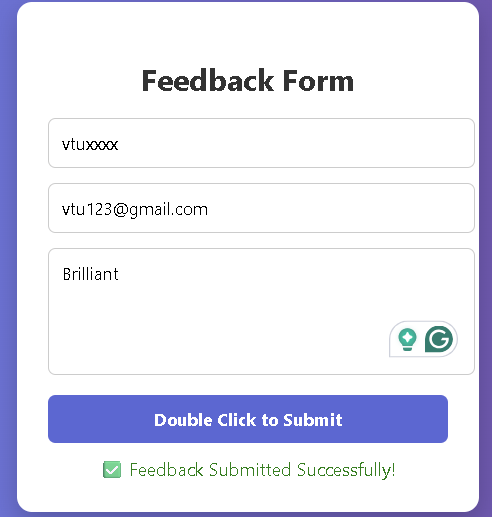 Feedback Form
vtuxxxx
vtu123@gmail.com
Brilliant
Double Click to Submit
✅ Feedback Submitted Successfully!